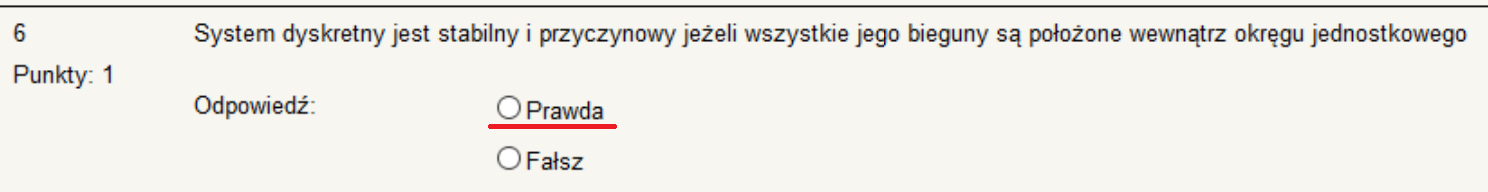 6 System dyskretny jest stabilny i przyczynowy jeżeli wszystkie jego bieguny są położone wewnątrz okręgu jednostkowego
Punkty: 1
Odpowiedź: Prawda
Fałsz